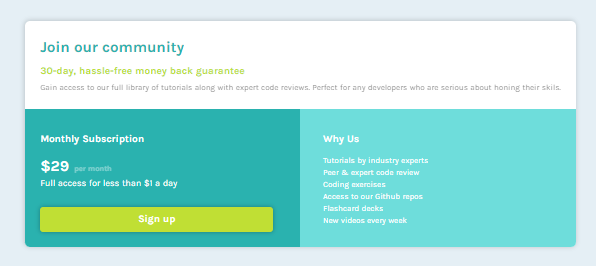 Join our community
30-day, hassle-free money back guarantee
Gain access to our full library of tutorials along with expert code reviews. Perfect for any developers who are serious about honing their skils.
Monthly Subscription
$29 per month
Full access for less than $1 a day
Sign up
Why Us
Tutorials by industry experts
Peer & expert code review
Coding exercises
Access to our Github repos
Flashcard decks
New videos every week